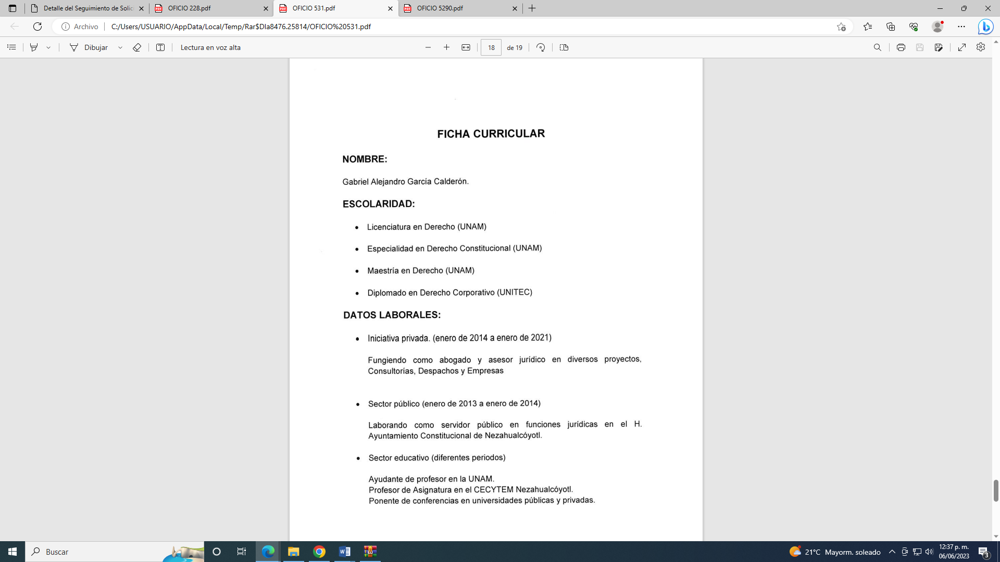 Detalle del Seguimiento de Solici
OFICIO 228.pdf
OFICIO 531.pdf
OFICIO 5290.pdf
Archivo
C:/Users/USUARIO/AppData/Local/Temp/Rar$DIa8476.25814/OFICIO%20531.pdf
Dibujar
Lectura en voz alta
18
de 19
FICHA CURRICULAR
NOMBRE:
Gabriel Alejandro García Calderón.
ESCOLARIDAD:
• Licenciatura en Derecho (UNAM)
• Especialidad en Derecho Constitucional (UNAM)
• Maestría en Derecho (UNAM)
• Diplomado en Derecho Corporativo (UNITEC)
DATOS LABORALES:
• Iniciativa privada. (enero de 2014 a enero de 2021)
Fungiendo como abogado y asesor jurídico en diversos proyectos,
Consultorías, Despachos y Empresas
• Sector público (enero de 2013 a enero de 2014)
Laborando como servidor público en funciones jurídicas en el H.
Ayuntamiento Constitucional de Nezahualcóyotl.
• Sector educativo (diferentes periodos)
Ayudante de profesor en la UNAM.
Profesor de Asignatura en el CECYTEM Nezahualcóyotl.
Ponente de conferencias en universidades públicas y privadas.
Buscar
21°C Mayorm. soleado
12:37 p. m.
06/06/2023
3